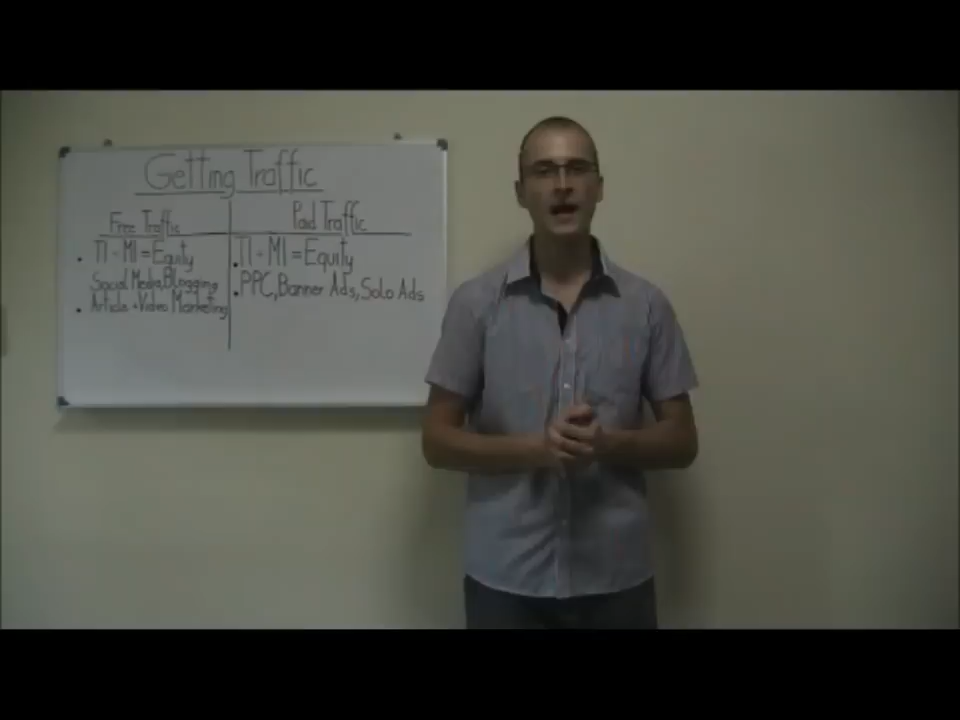 Getting Traffic
Free Traffic
TI - MI = Equity
Social Media, Blogging
Article + Video Marketing
Paid Traffic
TI + MI = Equity
PPC, Banner Ads, Solo Ads